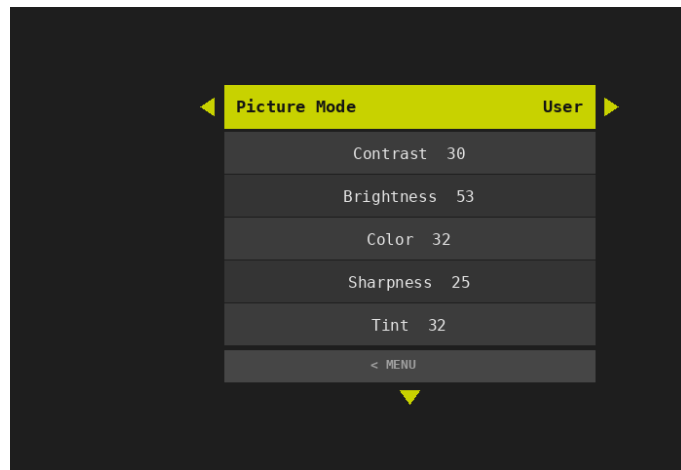 Picture Mode User
Contrast 30
Brightness 53
Color 32
Sharpness 25
Tint 32
< MENU